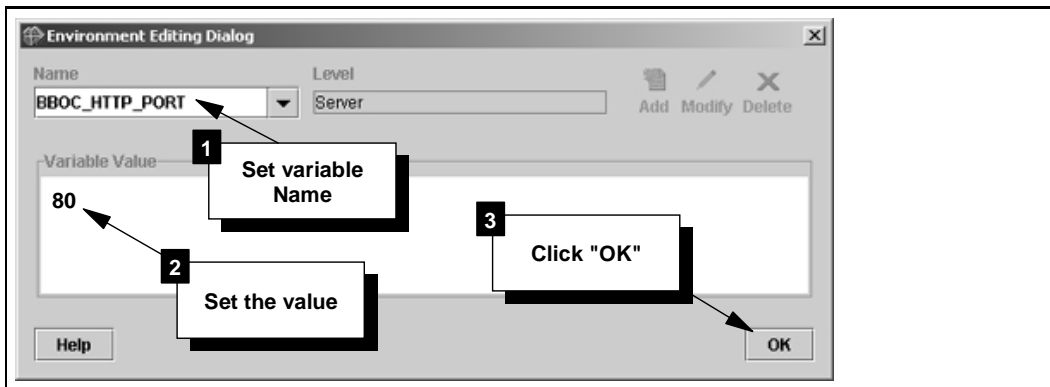 Environment Editing Dialog
Name
Level
BBOC_HTTP_PORT
Server
Add Modify Delete
1
Set variable
Name
Variable Value
80
2
Set the value
3
Click "OK"
Help
OK